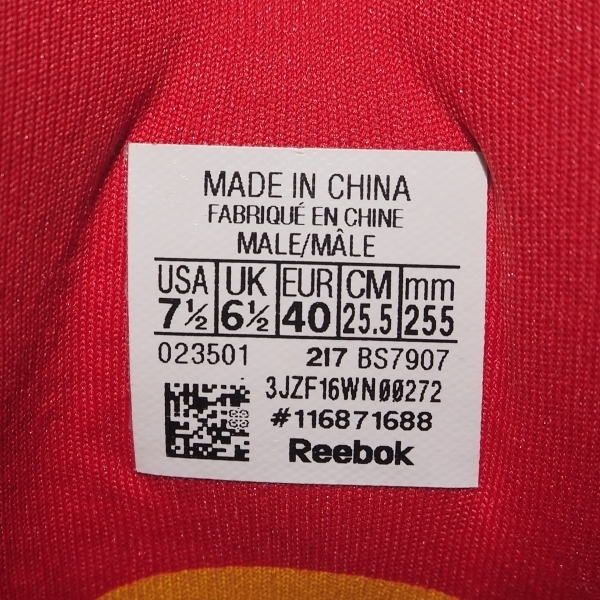 MADE IN CHINA
FABRIQUÉ EN CHINE
MALE/MÂLE
USA UK EUR CM mm
7½ 6½ 40 25.5 255
023501 217 BS7907
3JZF16WN00272
#116871688
Reebok